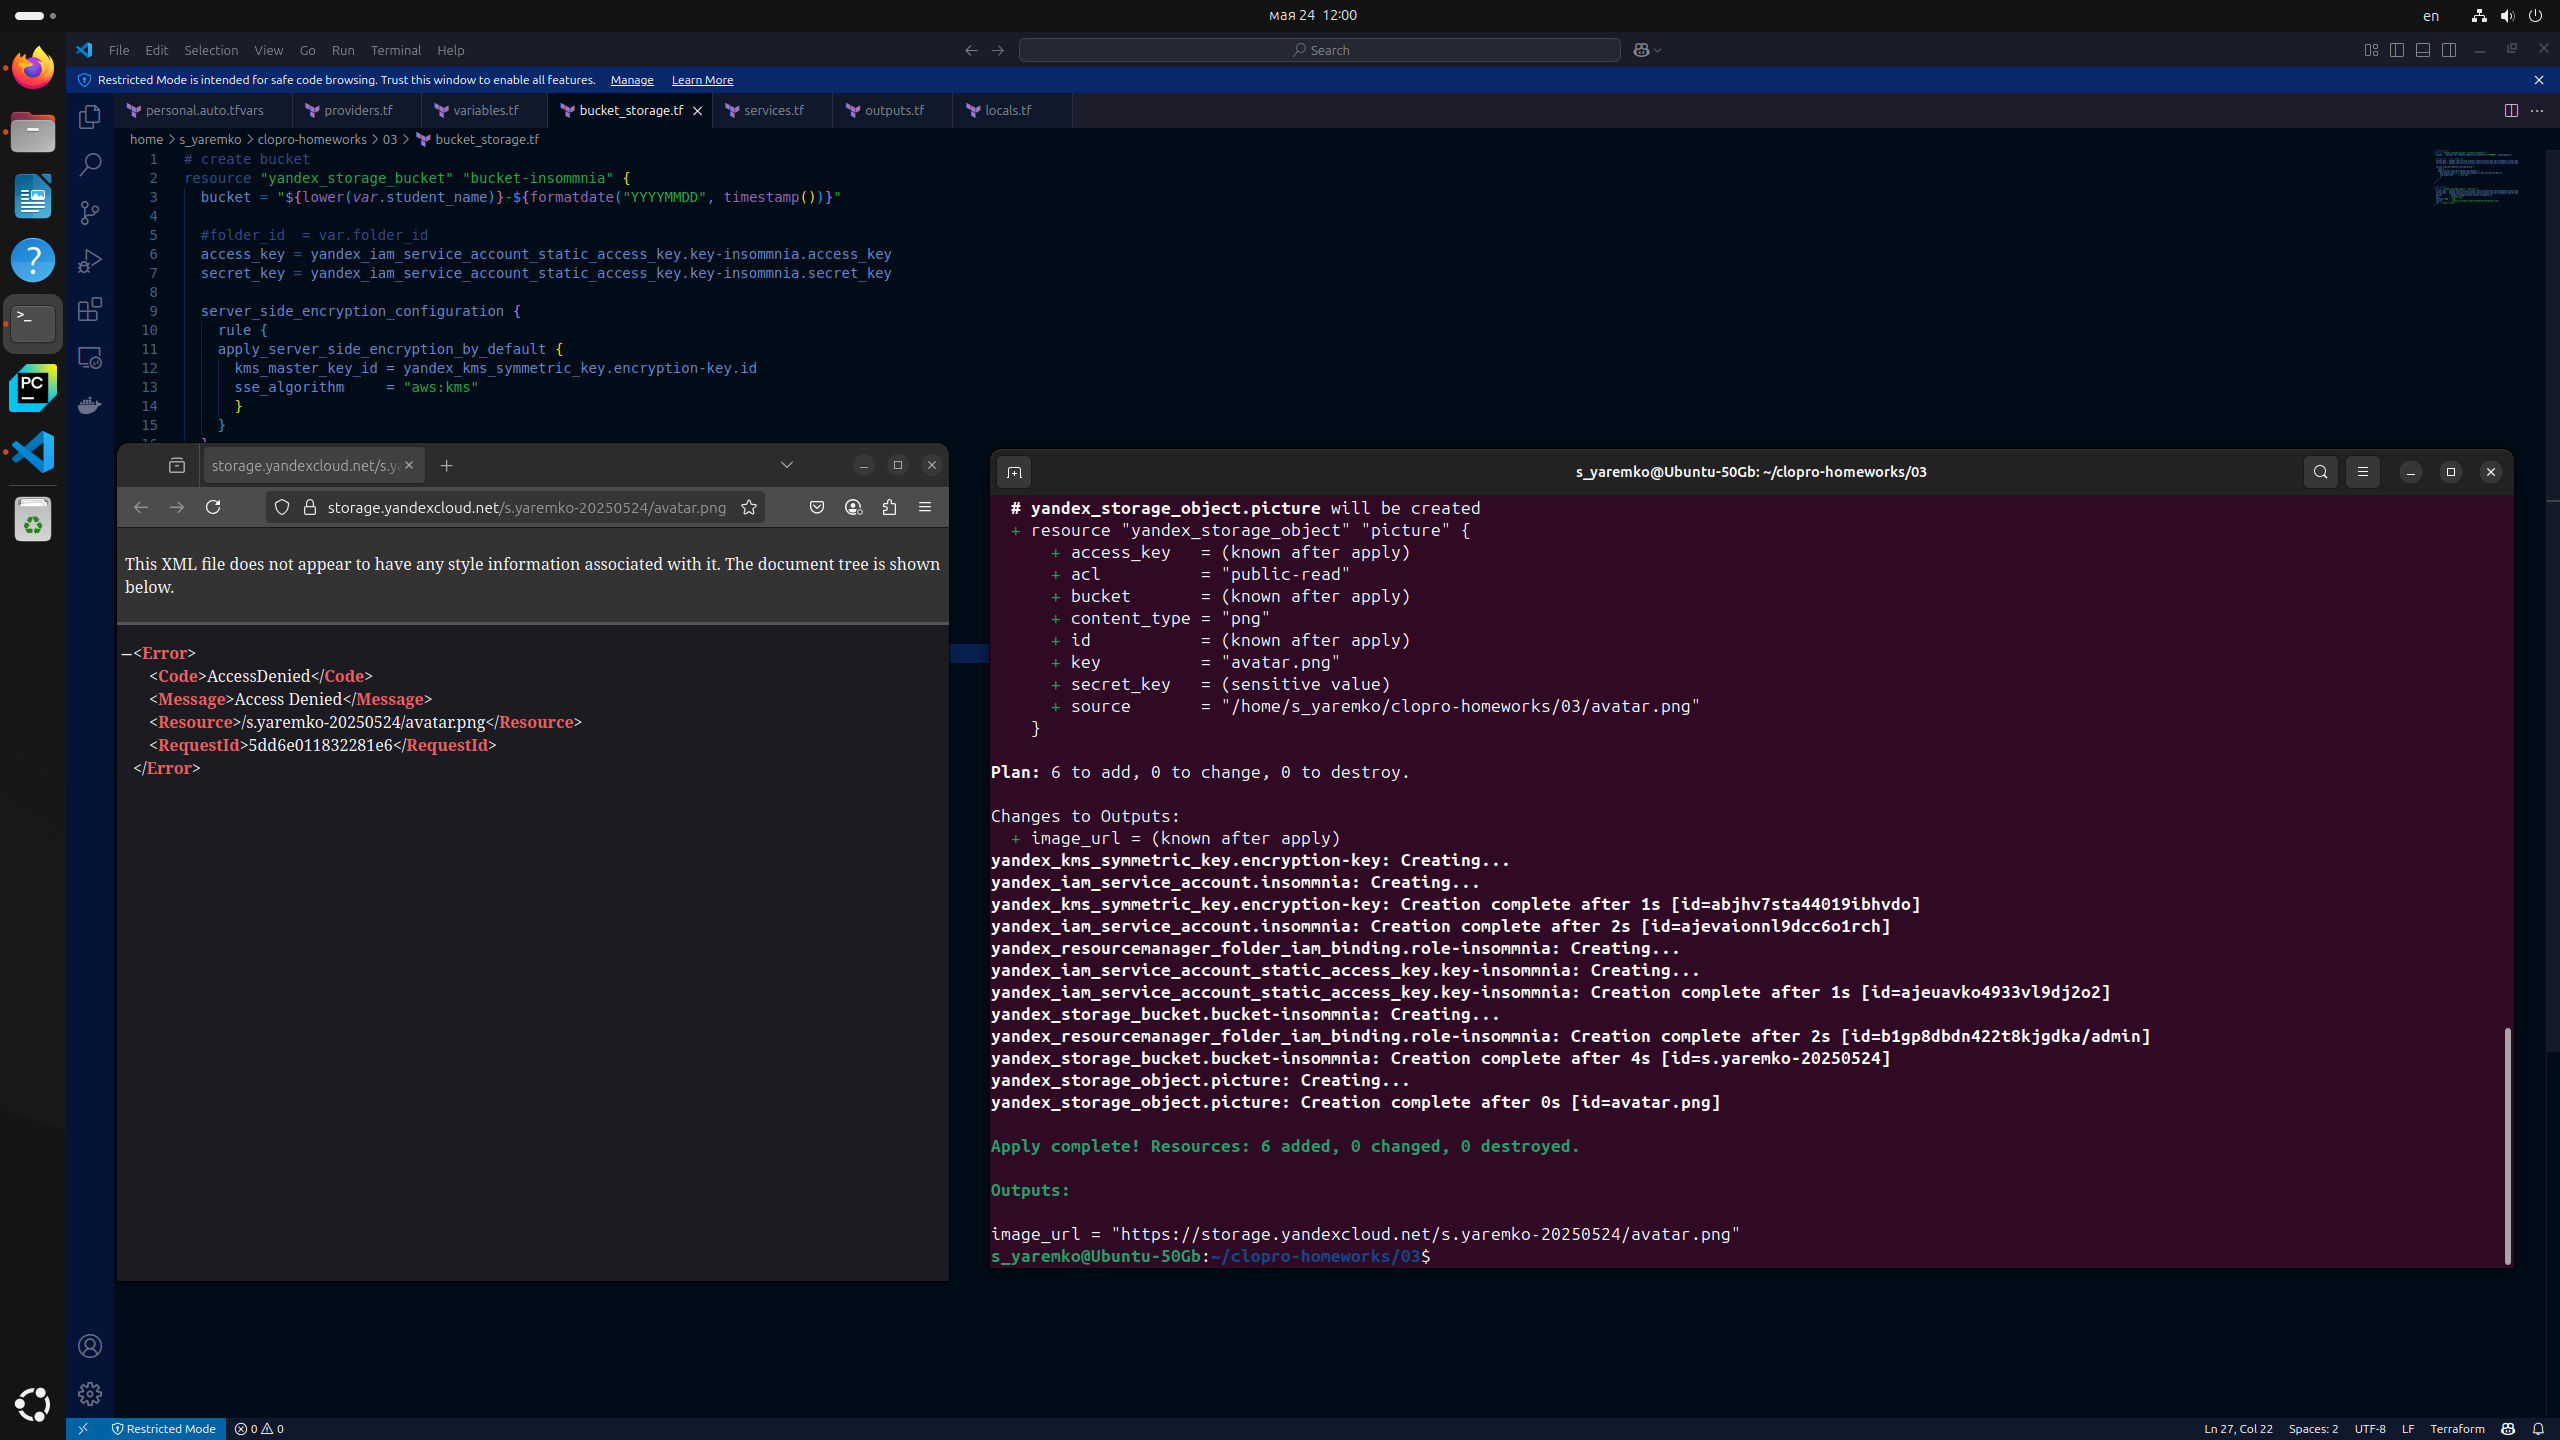 мая 24 12:00
en
File Edit Selection View Go Run Terminal Help
Search
Restricted Mode is intended for safe code browsing. Trust this window to enable all features. Manage Learn More
personal.auto.tfvars providers.tf variables.tf bucket_storage.tf services.tf outputs.tf locals.tf
home > s_yaremko > clopro-homeworks > 03 > bucket_storage.tf
1 # create bucket
2 resource "yandex_storage_bucket" "bucket-insommnia" {
3 bucket = "${lower(var.student_name)}-${formatdate("YYYYMMDD", timestamp())}"
4
5 #folder_id = var.folder_id
6 access_key = yandex_iam_service_account_static_access_key.key-insommnia.access_key
7 secret_key = yandex_iam_service_account_static_access_key.key-insommnia.secret_key
8
9 server_side_encryption_configuration {
10 rule {
11 apply_server_side_encryption_by_default {
12 kms_master_key_id = yandex_kms_symmetric_key.encryption-key.id
13 sse_algorithm = "aws:kms"
14 }
15 }
storage.yandexcloud.net/s.ya
storage.yandexcloud.net/s.yaremko-20250524/avatar.png
This XML file does not appear to have any style information associated with it. The document tree is shown
below.
—<Error>
<Code>AccessDenied</Code>
<Message>Access Denied</Message>
<Resource>/s.yaremko-20250524/avatar.png</Resource>
<RequestId>5dd6e011832281e6</RequestId>
</Error>
s_yaremko@Ubuntu-50Gb: ~/clopro-homeworks/03
# yandex_storage_object.picture will be created
+ resource "yandex_storage_object" "picture" {
+ access_key = (known after apply)
+ acl = "public-read"
+ bucket = (known after apply)
+ content_type = "png"
+ id = (known after apply)
+ key = "avatar.png"
+ secret_key = (sensitive value)
+ source = "/home/s_yaremko/clopro-homeworks/03/avatar.png"
}
Plan: 6 to add, 0 to change, 0 to destroy.
Changes to Outputs:
+ image_url = (known after apply)
yandex_kms_symmetric_key.encryption-key: Creating...
yandex_iam_service_account.insommnia: Creating...
yandex_kms_symmetric_key.encryption-key: Creation complete after 1s [id=abjhv7sta44019ibhvdo]
yandex_iam_service_account.insommnia: Creation complete after 2s [id=ajevaionnl9dcc6o1rch]
yandex_resourcemanager_folder_iam_binding.role-insommnia: Creating...
yandex_iam_service_account_static_access_key.key-insommnia: Creating...
yandex_iam_service_account_static_access_key.key-insommnia: Creation complete after 1s [id=ajeuavko4933vl9dj2o2]
yandex_storage_bucket.bucket-insommnia: Creating...
yandex_resourcemanager_folder_iam_binding.role-insommnia: Creation complete after 2s [id=b1gp8dbdn422t8kjgdka/admin]
yandex_storage_bucket.bucket-insommnia: Creation complete after 4s [id=s.yaremko-20250524]
yandex_storage_object.picture: Creating...
yandex_storage_object.picture: Creation complete after 0s [id=avatar.png]
Apply complete! Resources: 6 added, 0 changed, 0 destroyed.
Outputs:
image_url = "https://storage.yandexcloud.net/s.yaremko-20250524/avatar.png"
s_yaremko@Ubuntu-50Gb:~/clopro-homeworks/03$
Restricted Mode 0 0
Ln 27, Col 22 Spaces: 2 UTF-8 LF Terraform